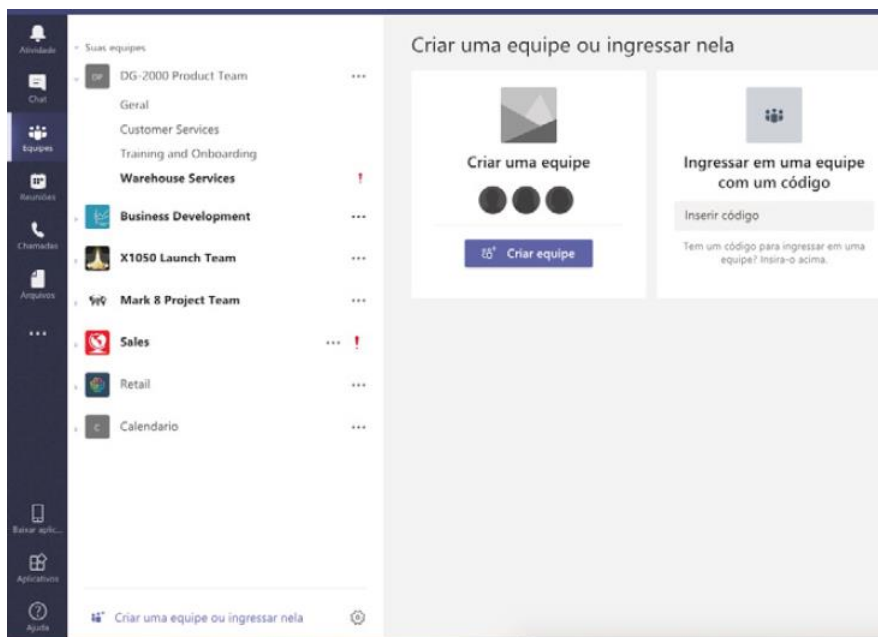 Atividade
Chat
Equipes
Reuniões
Chamadas
Arquivos
Baixar aplic...
Aplicativos
Ajuda
Suas equipes
DP DG-2000 Product Team
Geral
Customer Services
Training and Onboarding
Warehouse Services
Business Development
X1050 Launch Team
Mark 8 Project Team
Sales
Retail
C Calendario
Criar uma equipe ou ingressar nela
Criar uma equipe ou ingressar nela
Criar uma equipe
Criar equipe
Ingressar em uma equipe
com um código
Inserir código
Tem um código para ingressar em uma
equipe? Insira-o acima.